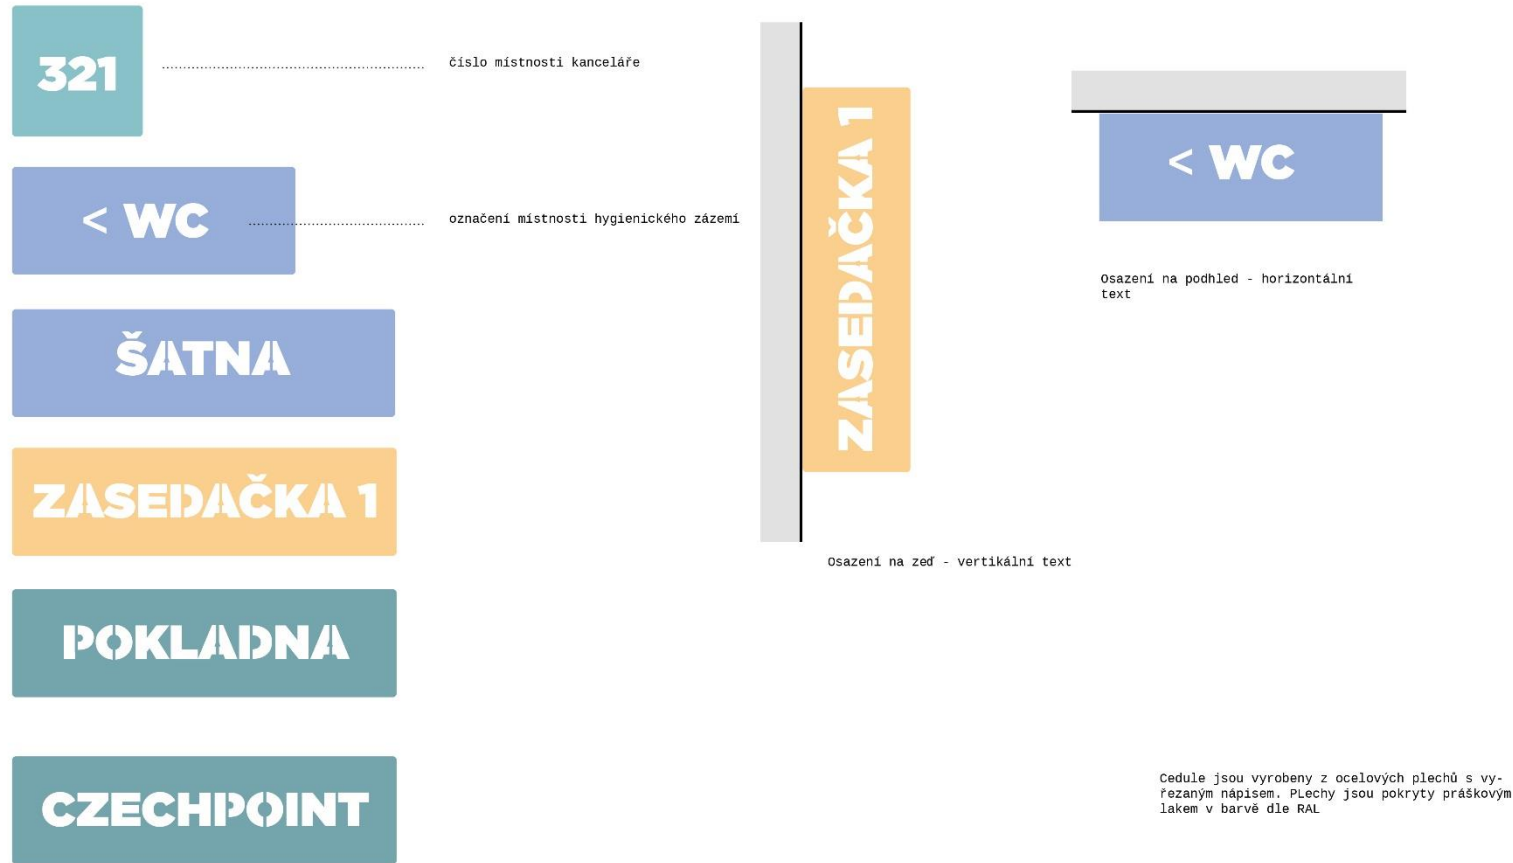 321
číslo místnosti kanceláře
< WC
označení místnosti hygienického zázemí
ŠATNA
ZASEDAČKA 1
POKLADNA
CZECHPOINT
ZASEDAČKA 1
Osazení na zeď - vertikální text
< WC
Osazení na podhled - horizontální
text
Cedule jsou vyrobeny z ocelových plechů s vy-
řezaným nápisem. PLechy jsou pokryty práškovým
lakem v barvě dle RAL